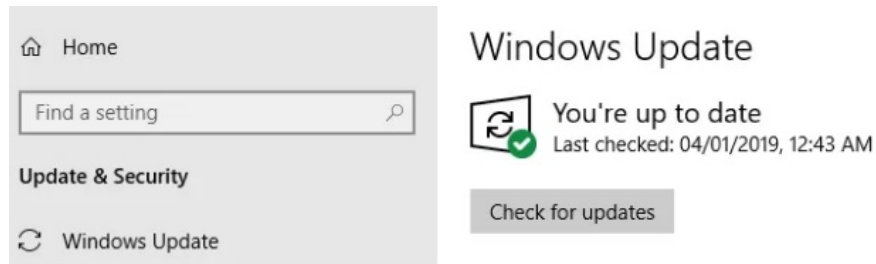 Home
Find a setting
Update & Security
Windows Update
Windows Update
You're up to date
Last checked: 04/01/2019, 12:43 AM
Check for updates